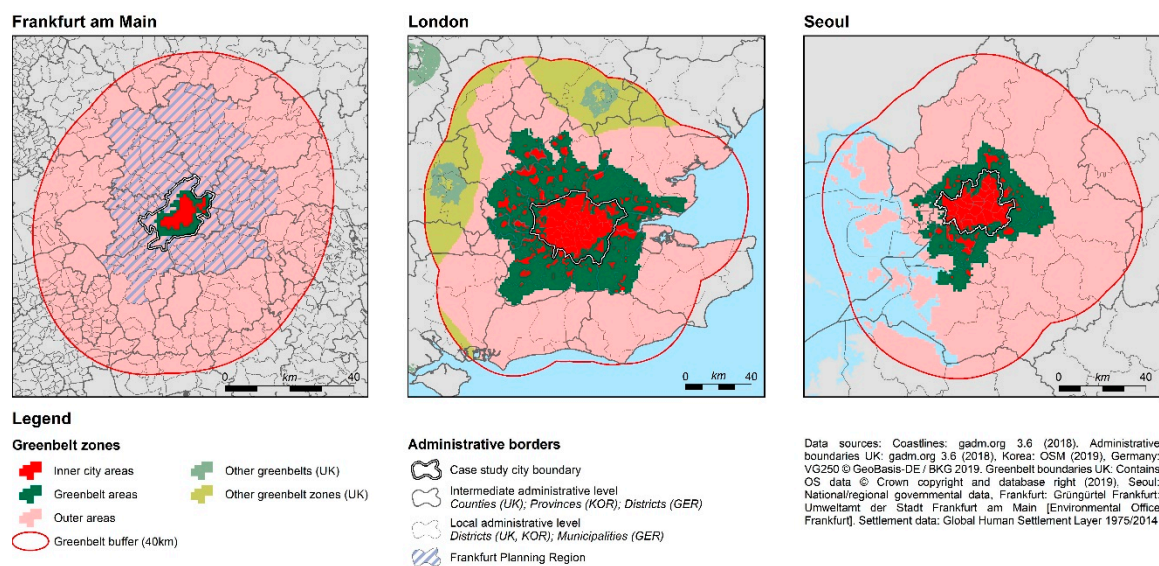 Frankfurt am Main
London
Seoul
km
0 40
km
0 40
km
0 40
Legend
Greenbelt zones
Inner city areas
Greenbelt areas
Outer areas
Greenbelt buffer (40km)
Other greenbelts (UK)
Other greenbelt zones (UK)
Administrative borders
Case study city boundary
Intermediate administrative level
Counties (UK); Provinces (KOR); Districts (GER)
Local administrative level
Districts (UK, KOR); Municipalities (GER)
Frankfurt Planning Region
Data sources: Coastlines: gadm.org 3.6 (2018), Administrative
boundaries UK: gadm.org 3.6 (2018), Korea: OSM (2019), Germany:
VG250 © GeoBasis-DE / BKG 2019. Greenbelt boundaries UK: Contains
OS data © Crown copyright and database right (2019), Seoul:
National/regional governmental data, Frankfurt: Grüngürtel Frankfurt:
Umweltamt der Stadt Frankfurt am Main [Environmental Office
Frankfurt]. Settlement data: Global Human Settlement Layer 1975/2014